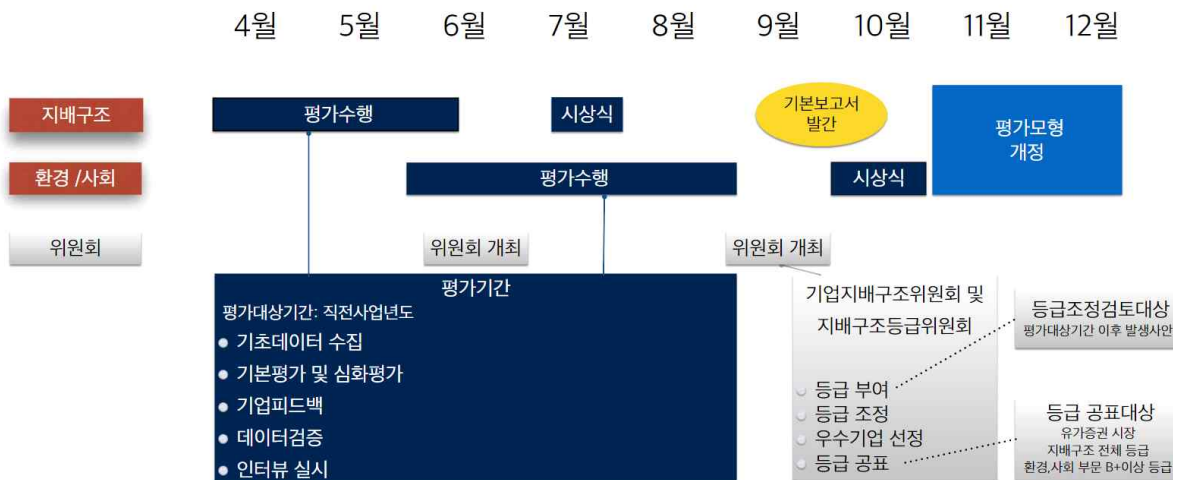 4월 5월 6월 7월 8월 9월 10월 11월 12월
지배구조
평가수행
시상식
기본보고서
발간
평가모형
개정
환경 /사회
평가수행
시상식
위원회
위원회 개최
위원회 개최
평가기간
평가대상기간: 직전사업년도
기초데이터 수집
기본평가 및 심화평가
기업피드백
데이터검증
인터뷰 실시
기업지배구조위원회 및
지배구조등급위원회
등급 부여
등급 조정
우수기업 선정
등급 공표
등급조정검토대상
평가대상기간 이후 발생사안
등급 공표대상
유가증권 시장
지배구조 전체 등급
환경,사회 부문 B+이상 등급